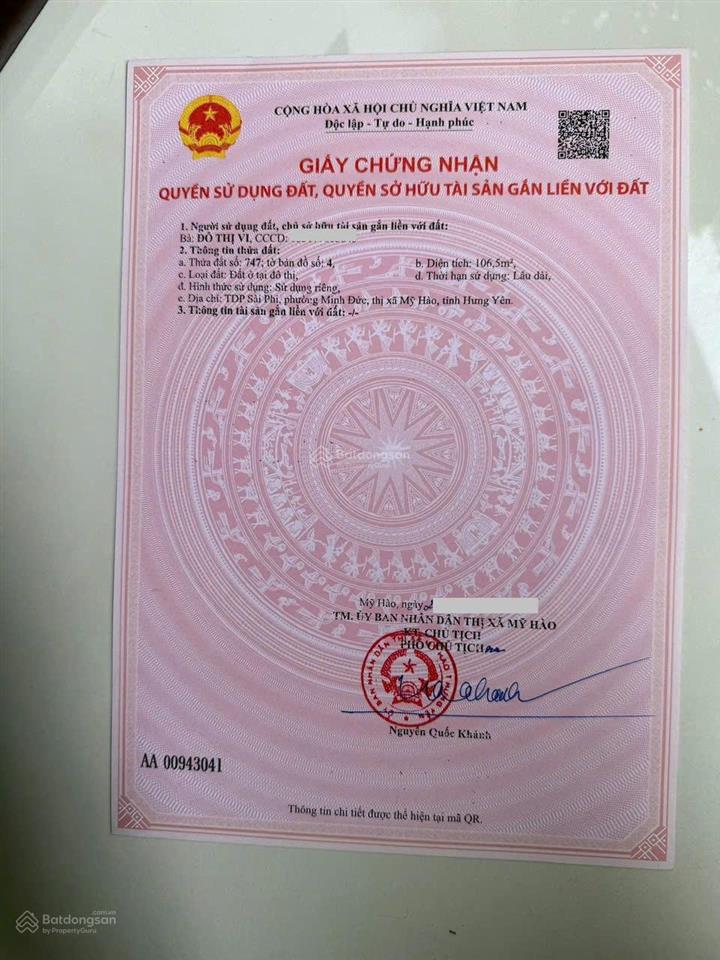 CỘNG HÒA XÃ HỘI CHỦ NGHĨA VIỆT NAM
Độc lập - Tự do - Hạnh phúc
GIẤY CHỨNG NHẬN
QUYỀN SỬ DỤNG ĐẤT, QUYỀN SỞ HỮU TÀI SẢN GẮN LIỀN VỚI ĐẤT
1. Người sử dụng đất, chủ sở hữu tài sản gắn liền với đất:
Bà: ĐỖ THỊ VI, CCCD:
2. Thông tin thửa đất:
a. Thửa đất số: 747; tờ bản đồ số: 4, b. Diện tích: 106,5m²,
c. Loại đất: Đất ở tại đô thị, d. Thời hạn sử dụng: Lâu dài,
đ. Hình thức sử dụng: Sử dụng riêng,
e. Địa chỉ: TDP Sài Phi, phường Minh Đức, thị xã Mỹ Hào, tỉnh Hưng Yên.
3. Thông tin tài sản gắn liền với đất: -/-
Batdongsan
Mỹ Hào, ngày
TM. ỦY BAN NHÂN DÂN THỊ XÃ MỸ HÀO
KT. CHỦ TỊCH
PHÓ CHỦ TỊCH
Nguyễn Quốc Khánh
AA 00943041
Thông tin chi tiết được thể hiện tại mã QR.
Batdongsan.com.vn
by PropertyGuru